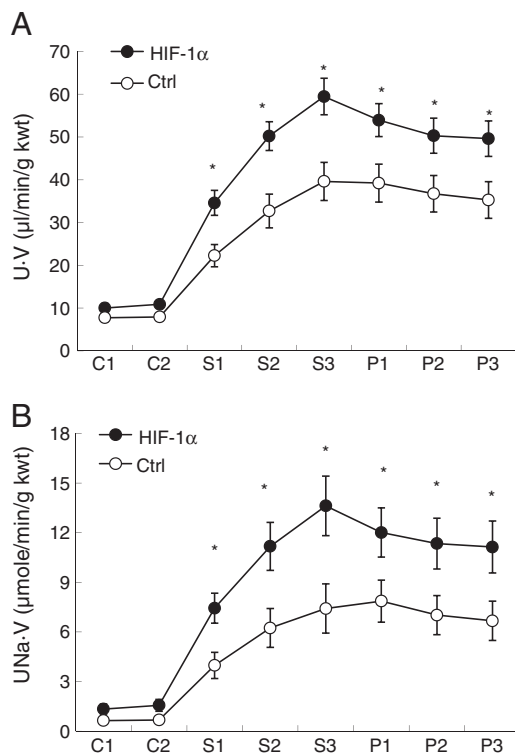 A
70
60
50
40
30
20
10
0
U·V (µl/min/g kwt)
HIF-1α
Ctrl
*
*
*
*
*
*
C1 C2 S1 S2 S3 P1 P2 P3
B
18
15
12
9
6
3
0
UNa·V (µmole/min/g kwt)
HIF-1α
Ctrl
*
*
*
*
*
*
C1 C2 S1 S2 S3 P1 P2 P3